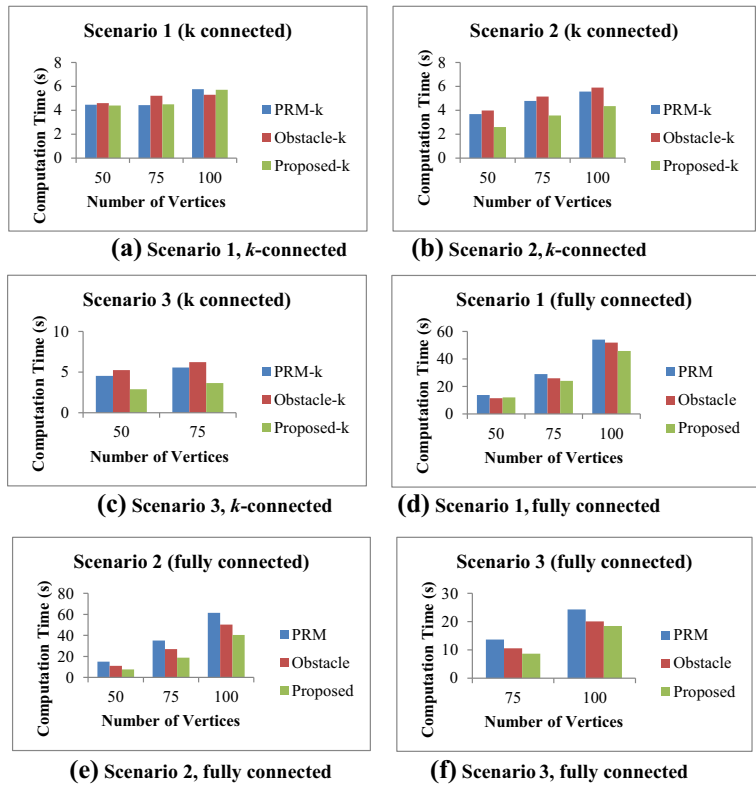 Scenario 1 (k connected)
Computation Time (s)
8
6
4
2
0
50 75 100
Number of Vertices
PRM-k
Obstacle-k
Proposed-k
(a) Scenario 1, k-connected
Scenario 2 (k connected)
Computation Time (s)
8
6
4
2
0
50 75 100
Number of Vertices
PRM-k
Obstacle-k
Proposed-k
(b) Scenario 2, k-connected
Scenario 3 (k connected)
Computation Time (s)
10
5
0
50 75
Number of Vertices
PRM-k
Obstacle-k
Proposed-k
(c) Scenario 3, k-connected
Scenario 1 (fully connected)
Computation Time (s)
60
40
20
0
50 75 100
Number of Vertices
PRM
Obstacle
Proposed
(d) Scenario 1, fully connected
Scenario 2 (fully connected)
Computation Time (s)
80
60
40
20
0
50 75 100
Number of Vertices
PRM
Obstacle
Proposed
(e) Scenario 2, fully connected
Scenario 3 (fully connected)
Computation Time (s)
30
20
10
0
75 100
Number of Vertices
PRM
Obstacle
Proposed
(f) Scenario 3, fully connected